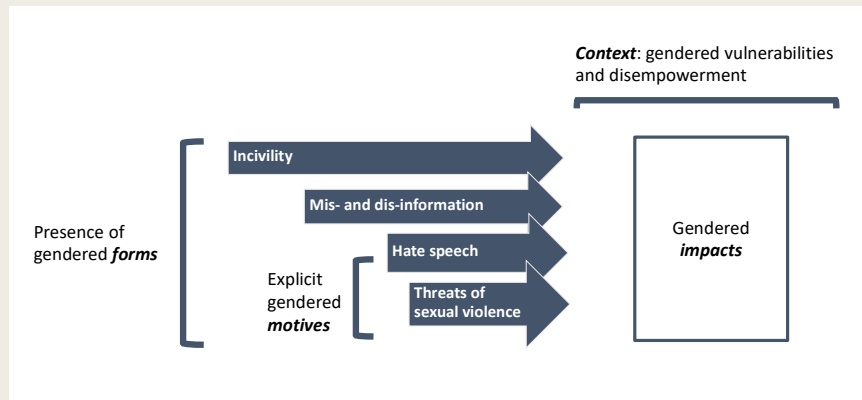 Context: gendered vulnerabilities
and disempowerment
Incivility
Mis- and dis-information
Presence of
gendered forms
Hate speech
Explicit
gendered
motives
Threats of
sexual violence
Gendered
impacts